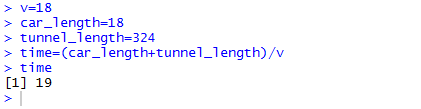 > v=18
> car_length=18
> tunnel_length=324
> time=(car_length+tunnel_length)/v
> time
[1] 19
>